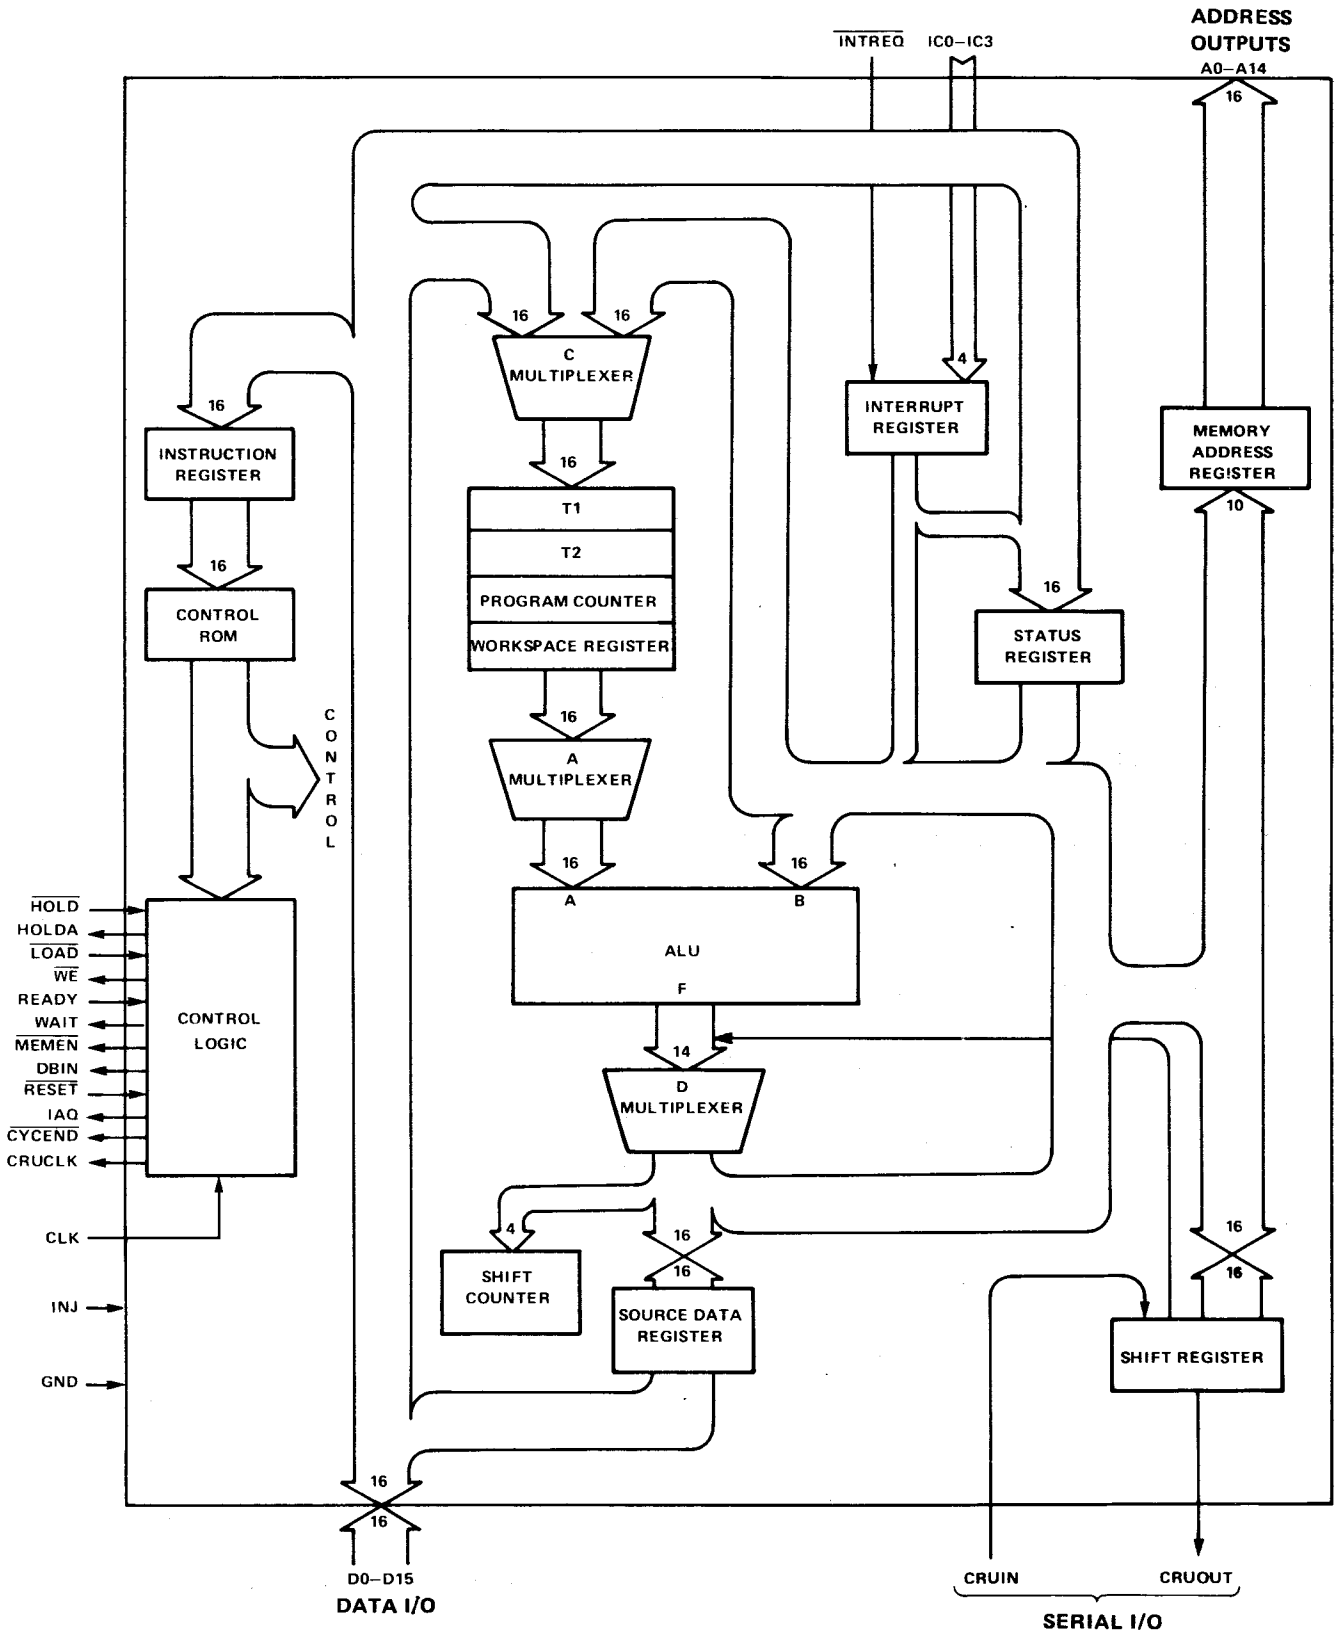 ADDRESS
OUTPUTS
A0–A14
INTREQ
IC0–IC3
16
16
16
C
MULTIPLEXER
16
4
INTERRUPT
REGISTER
MEMORY
ADDRESS
REGISTER
10
16
INSTRUCTION
REGISTER
16
CONTROL
ROM
16
T1
T2
PROGRAM COUNTER
WORKSPACE REGISTER
16
STATUS
REGISTER
CONTROL
16
A
MULTIPLEXER
16
16
A
B
ALU
F
14
D
MULTIPLEXER
HOLD
HOLDA
LOAD
WE
READY
WAIT
MEMEN
DBIN
RESET
IAQ
CYCEND
CRUCLK
CONTROL
LOGIC
CLK
INJ
GND
4
SHIFT
COUNTER
16
16
SOURCE DATA
REGISTER
16
16
SHIFT REGISTER
16
16
D0–D15
DATA I/O
CRUIN
CRUOUT
SERIAL I/O